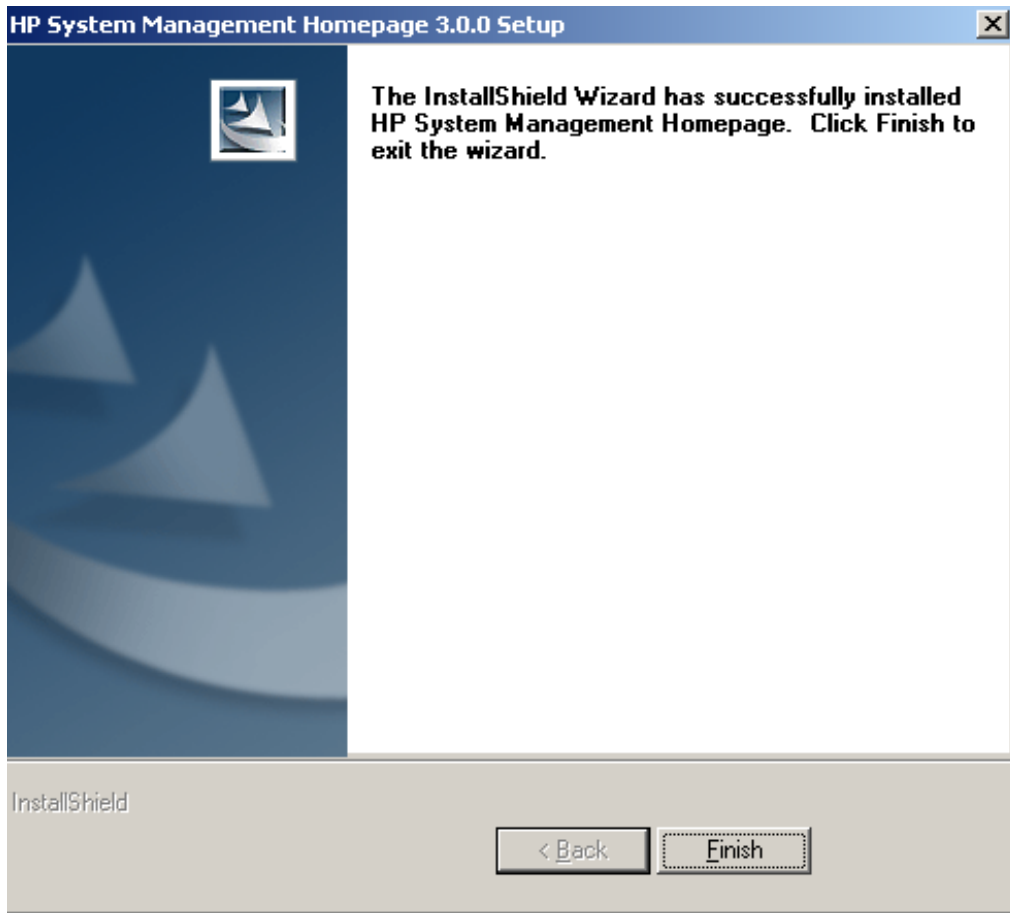 HP System Management Homepage 3.0.0 Setup
The InstallShield Wizard has successfully installed
HP System Management Homepage.  Click Finish to
exit the wizard.
InstallShield
< Back
Finish